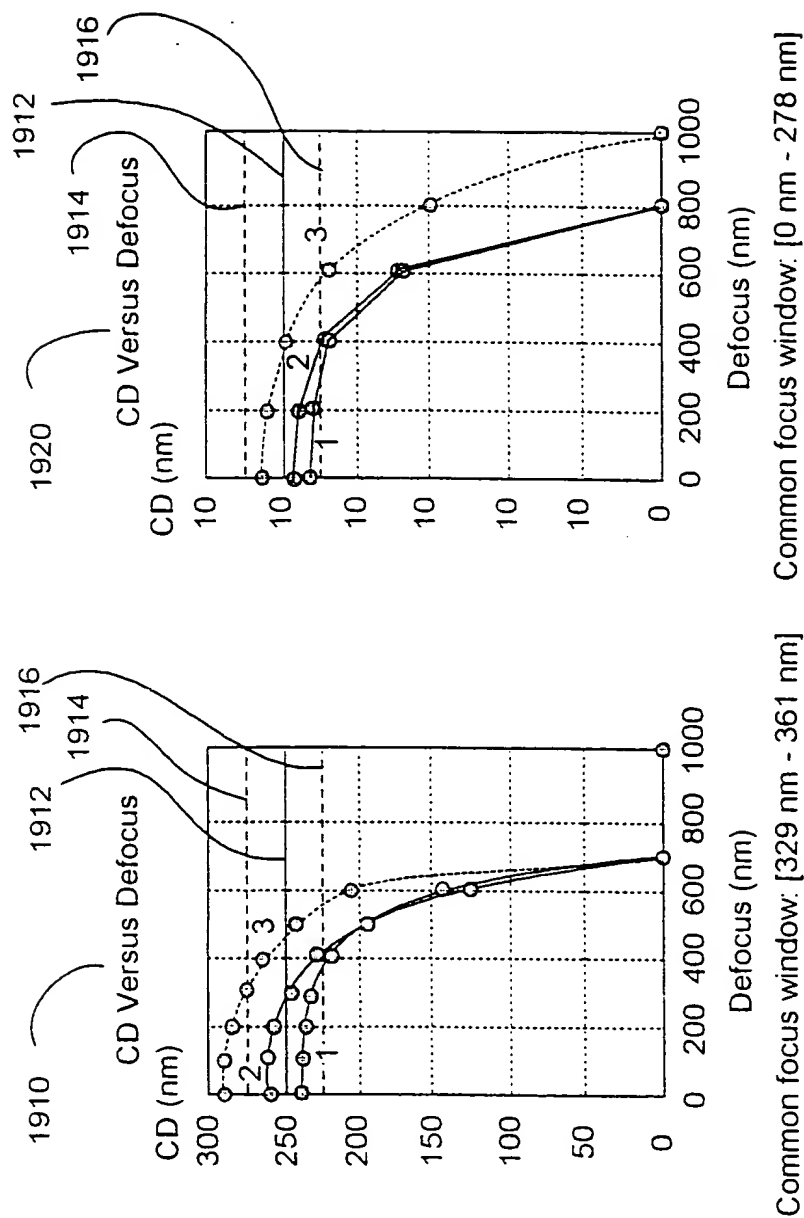 1910
1912
1914
1916
CD Versus Defocus
CD (nm)
300
250
200
150
100
50
0
2
3
1
0 200 400 600 800 1000
Defocus (nm)
Common focus window: [329 nm - 361 nm]
1920
1914
1912
1916
CD Versus Defocus
CD (nm)
10
10
10
10
10
10
0
2
3
1
0 200 400 600 800 1000
Defocus (nm)
Common focus window: [0 nm - 278 nm]